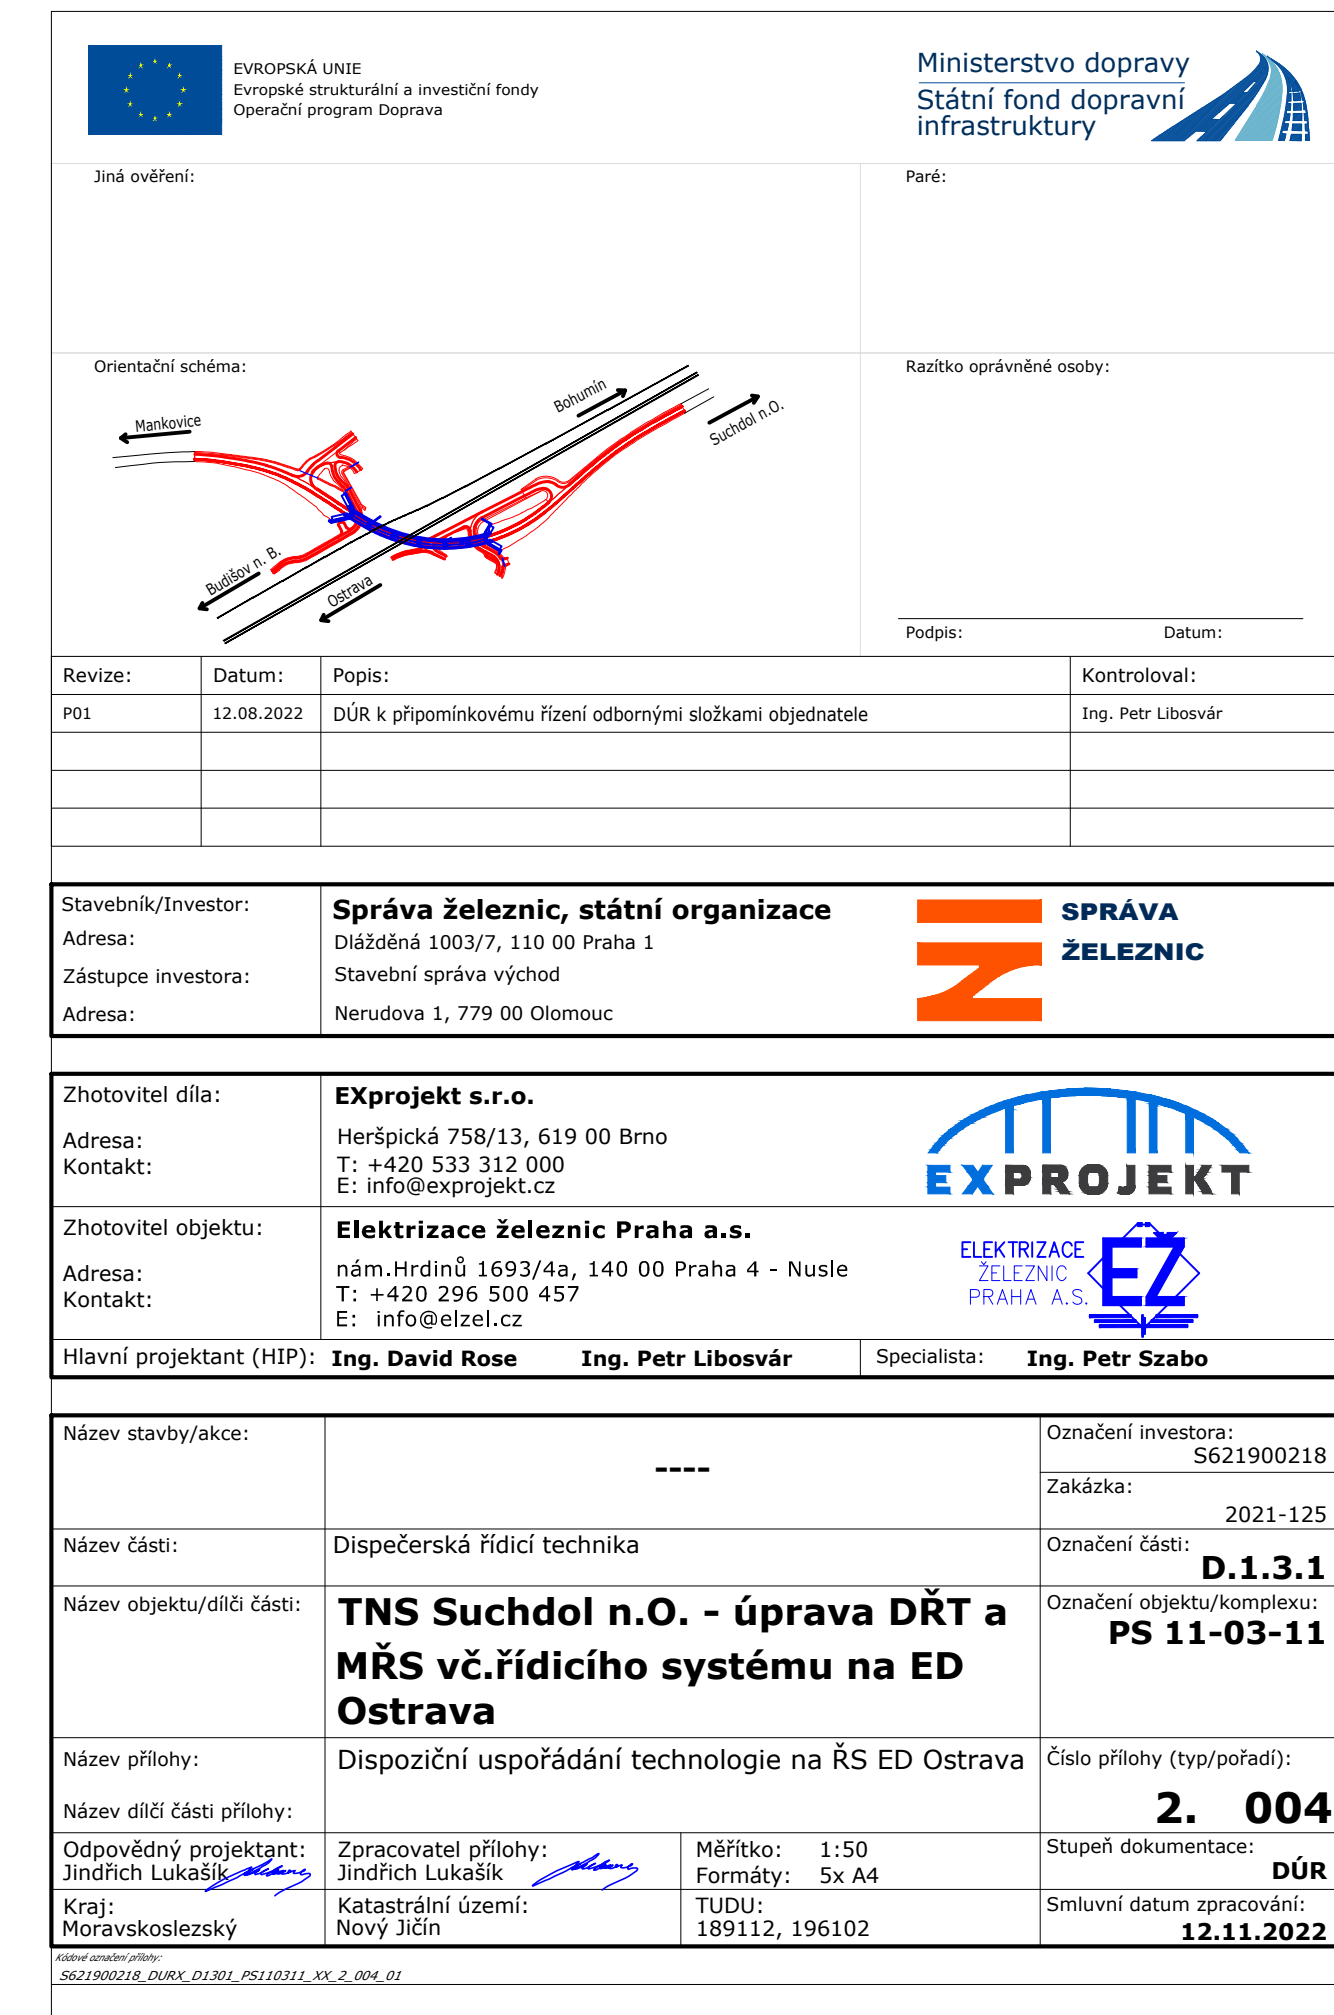 EVROPSKÁ UNIE
Evropské strukturální a investiční fondy
Operační program Doprava
Ministerstvo dopravy
Státní fond dopravní
infrastruktury
Jiná ověření:
Paré:
Orientační schéma:
Razítko oprávněné osoby:
Mankovice
Bohumín
Suchdol n.O.
Budišov n. B.
Ostrava
Podpis: Datum:
Revize: Datum: Popis: Kontroloval:
P01 12.08.2022 DÚR k připomínkovému řízení odbornými složkami objednatele Ing. Petr Libosvár
Stavebník/Investor: Správa železnic, státní organizace
Adresa: Dlážděná 1003/7, 110 00 Praha 1
Zástupce investora: Stavební správa východ
Adresa: Nerudova 1, 779 00 Olomouc
SPRÁVA
ŽELEZNIC
Zhotovitel díla: EXprojekt s.r.o.
Adresa: Heršpická 758/13, 619 00 Brno
Kontakt: T: +420 533 312 000
E: info@exprojekt.cz
EXPROJEKT
Zhotovitel objektu: Elektrizace železnic Praha a.s.
Adresa: nám.Hrdinů 1693/4a, 140 00 Praha 4 - Nusle
Kontakt: T: +420 296 500 457
E: info@elzel.cz
ELEKTRIZACE
ŽELEZNIC
PRAHA A.S.
EŽ
Hlavní projektant (HIP): Ing. David Rose Ing. Petr Libosvár Specialista: Ing. Petr Szabo
Název stavby/akce: ----
Označení investora:
S621900218
Zakázka:
2021-125
Název části: Dispečerská řídicí technika
Označení části:
D.1.3.1
Název objektu/dílči části: TNS Suchdol n.O. - úprava DŘT a
MŘS vč.řídicího systému na ED
Ostrava
Označení objektu/komplexu:
PS 11-03-11
Název přílohy: Dispoziční uspořádání technologie na ŘS ED Ostrava
Číslo přílohy (typ/pořadí):
Název dílčí části přílohy:
2. 004
Odpovědný projektant:
Jindřich Lukašík
Zpracovatel přílohy:
Jindřich Lukašík
Měřítko: 1:50
Formáty: 5x A4
Stupeň dokumentace:
DÚR
Kraj:
Moravskoslezský
Katastrální území:
Nový Jičín
TUDU:
189112, 196102
Smluvní datum zpracování:
12.11.2022
Kódové označení přílohy:
S621900218_DURX_D1301_PS110311_XX_2_004_01